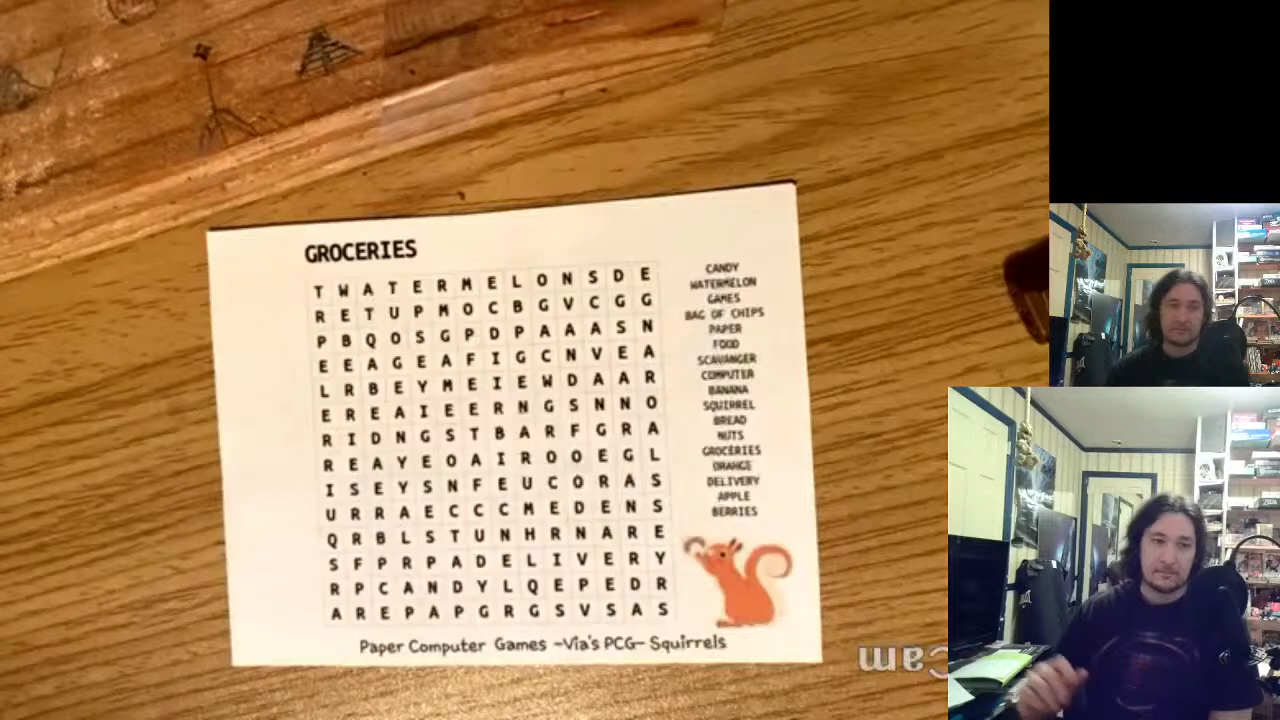 GROCERIES
T W A T E R M E L O N S D E
R E T U P M O C B G V C G G
P B Q O S G P D P A A A S N
E E A G E A F I G C N V E A
L R B E Y M E I E W D A A R
E R E A I E E R N G S N N O
R I D N G S T B A R F G R A
R E A Y E O A I R O O E G L
I S E Y S N F E U C O R A S
U R R A E C C C M E D E N S
Q R B L S T U N H R N A R E
S F P R P A D E L I V E R Y
R P C A N D Y L Q E P E D R
A R E P A P G R G S V S A S
CANDY
WATERMELON
GAMES
BAG OF CHIPS
PAPER
FOOD
SCAVANGER
COMPUTER
BANANA
SQUIRREL
BREAD
NUTS
GROCERIES
ORANGE
DELIVERY
APPLE
BERRIES
Paper Computer Games -Via's PCG- Squirrels